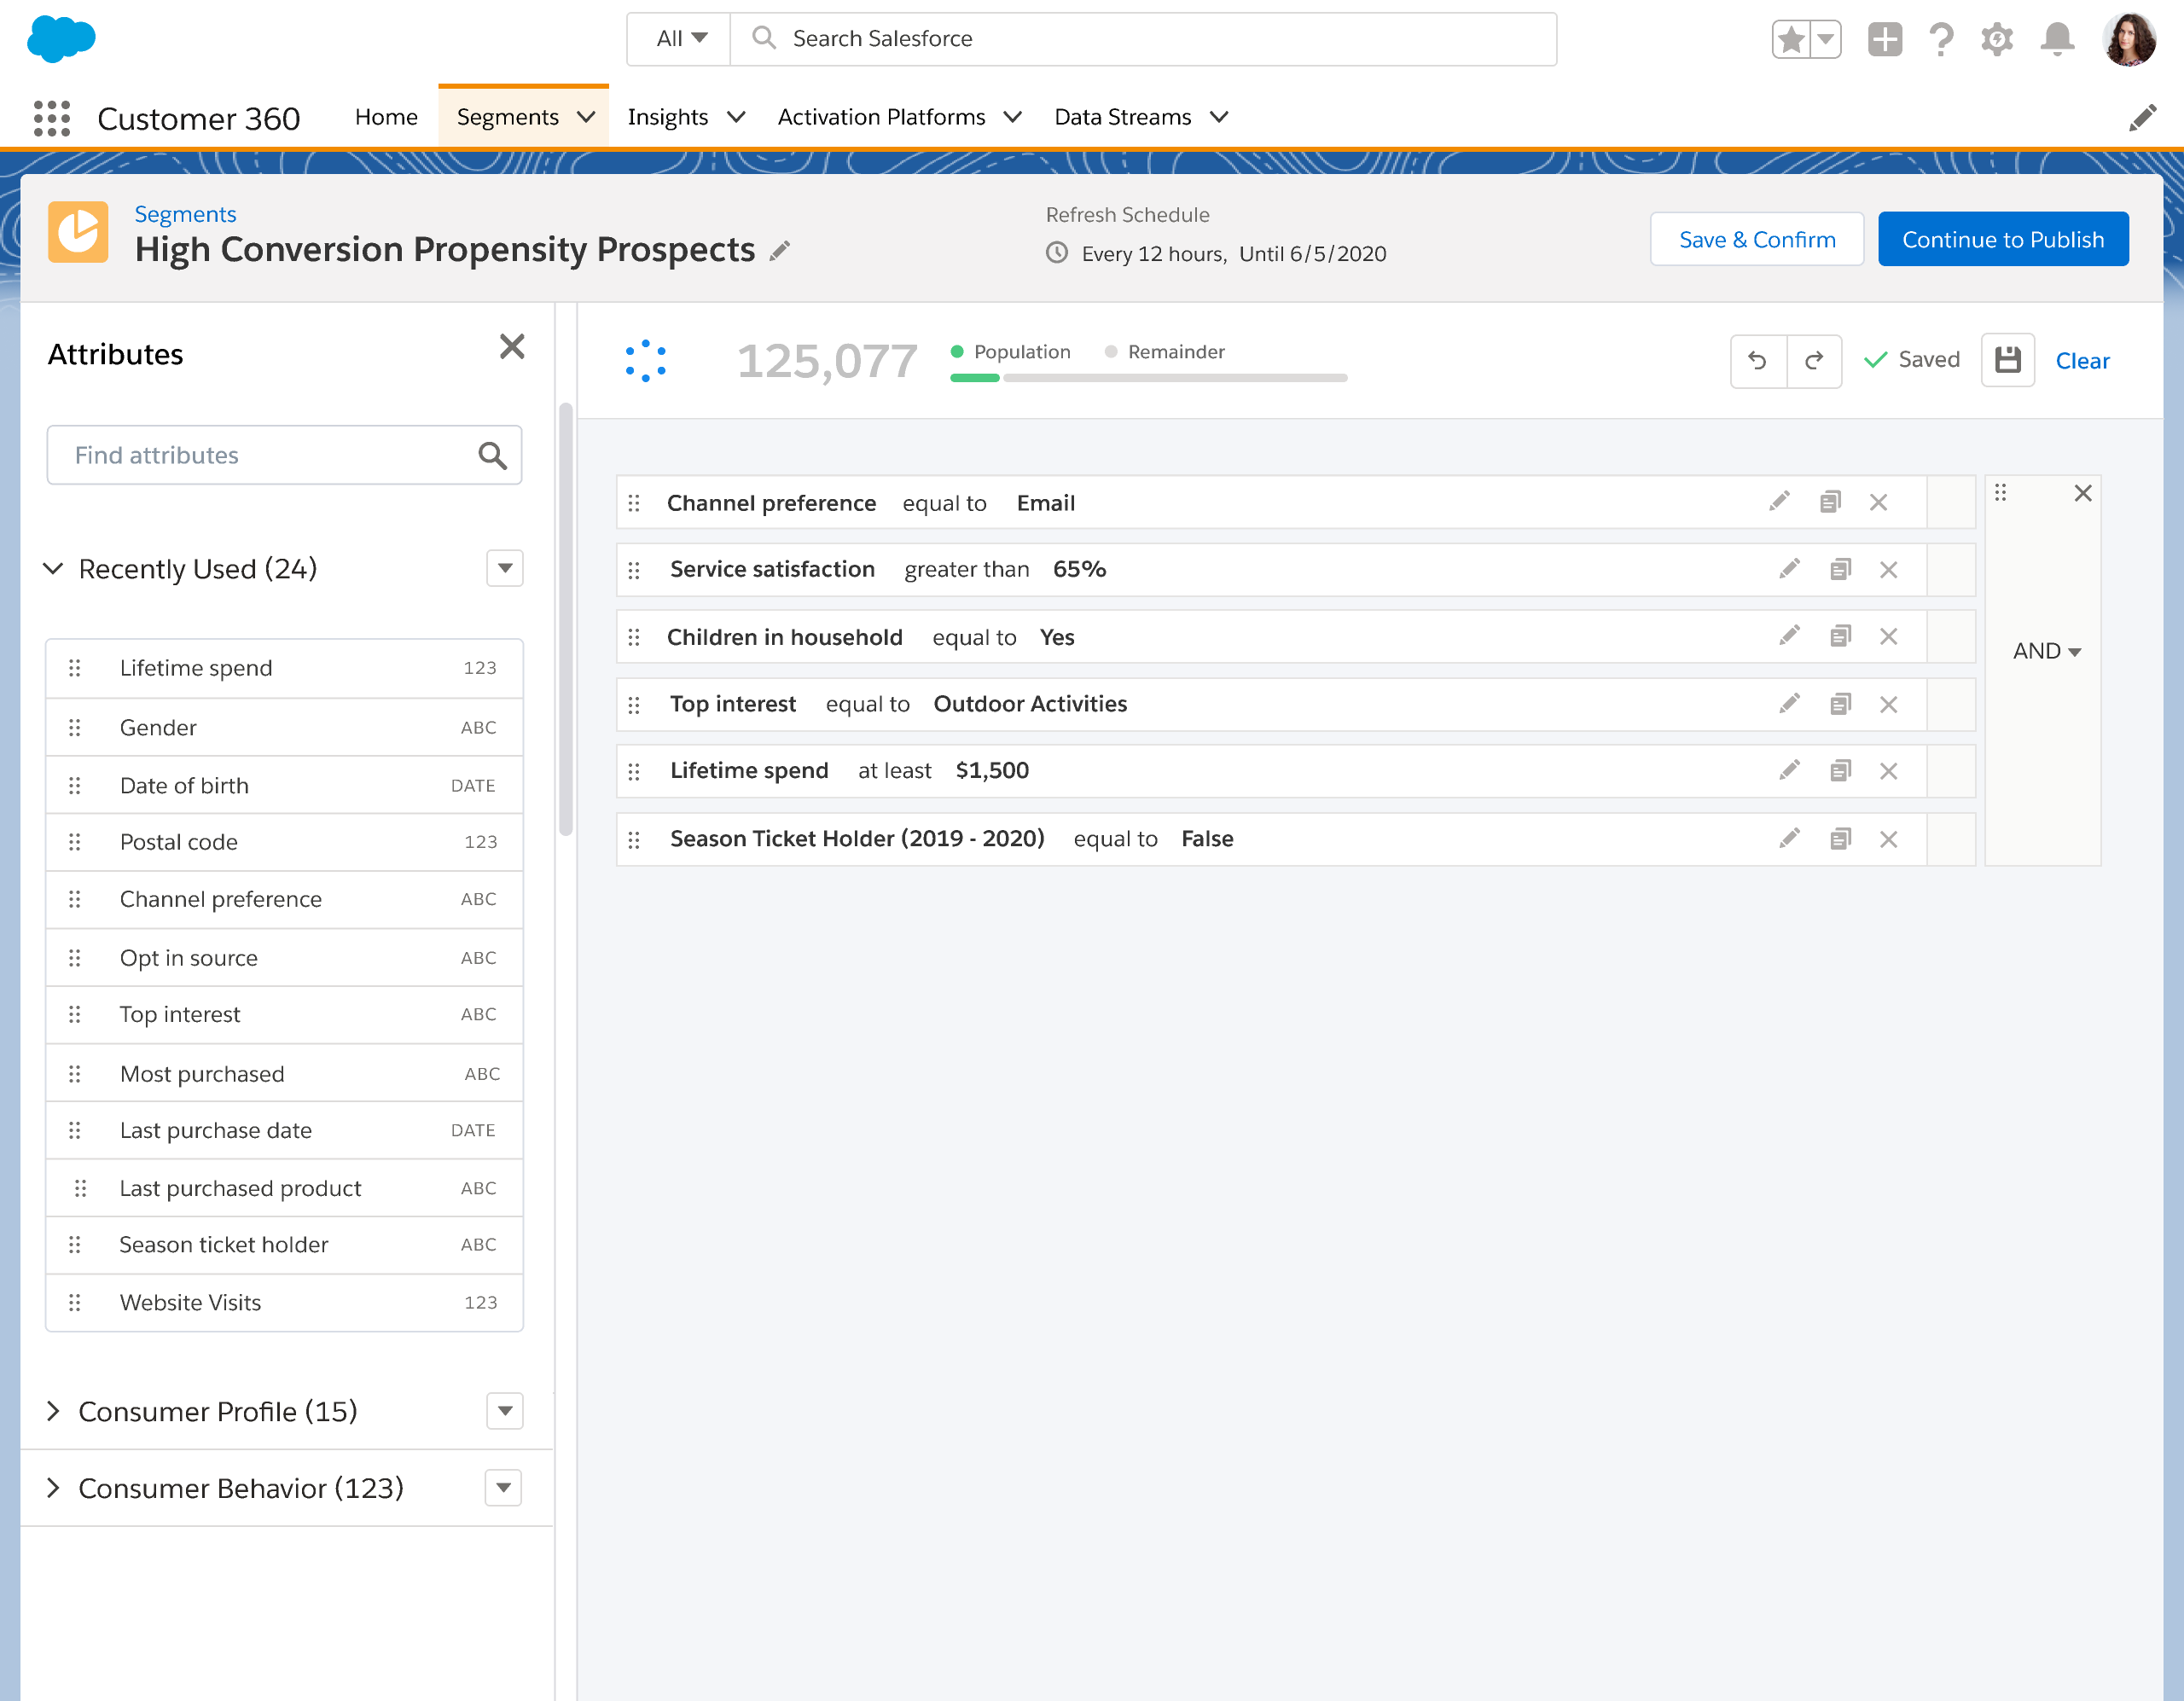 All
Search Salesforce
Customer 360
Home
Segments
Insights
Activation Platforms
Data Streams
Segments
High Conversion Propensity Prospects
Refresh Schedule
Every 12 hours, Until 6/5/2020
Save & Confirm
Continue to Publish
Attributes
Find attributes
Recently Used (24)
Lifetime spend 123
Gender ABC
Date of birth DATE
Postal code 123
Channel preference ABC
Opt in source ABC
Top interest ABC
Most purchased ABC
Last purchase date DATE
Last purchased product ABC
Season ticket holder ABC
Website Visits 123
Consumer Profile (15)
Consumer Behavior (123)
125,077
Population
Remainder
Saved
Clear
Channel preference equal to Email
Service satisfaction greater than 65%
Children in household equal to Yes
Top interest equal to Outdoor Activities
Lifetime spend at least $1,500
Season Ticket Holder (2019 - 2020) equal to False
AND